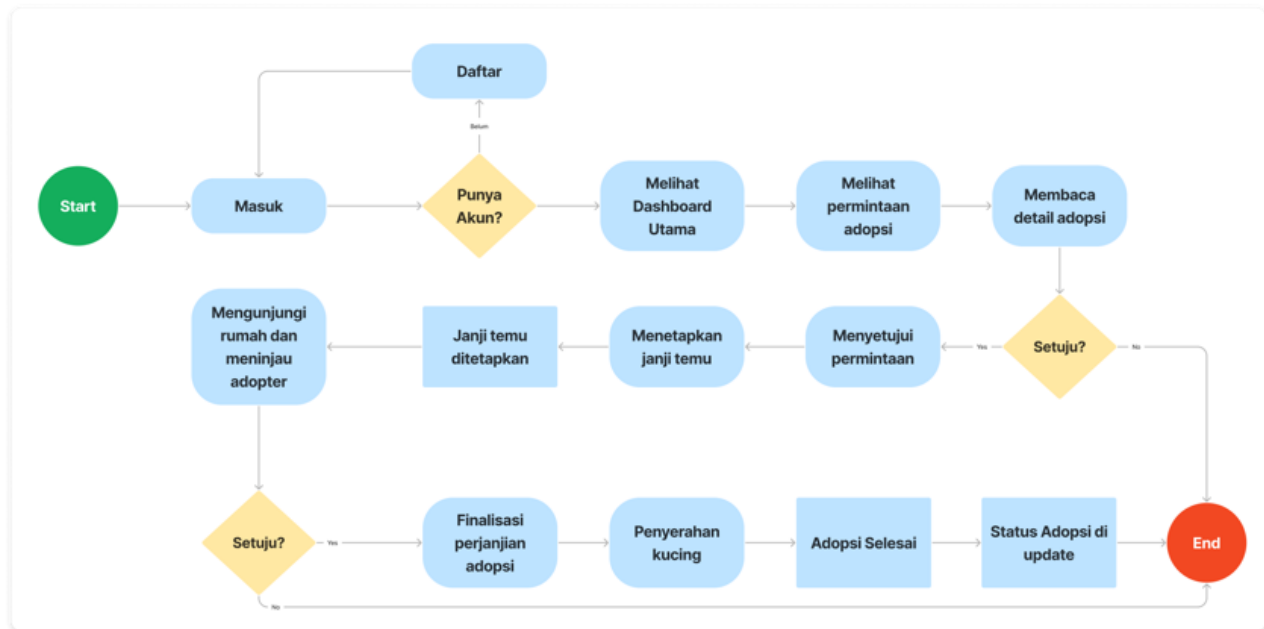 Daftar
Belum
Start
Masuk
Punya
Akun?
Melihat
Dashboard
Utama
Melihat
permintaan
adopsi
Membaca
detail adopsi
Setuju?
No
Yes
Menyetujui
permintaan
Menetapkan
janji temu
Janji temu
ditetapkan
Mengunjungi
rumah dan
meninjau
adopter
Setuju?
Yes
No
Finalisasi
perjanjian
adopsi
Penyerahan
kucing
Adopsi Selesai
Status Adopsi di
update
End